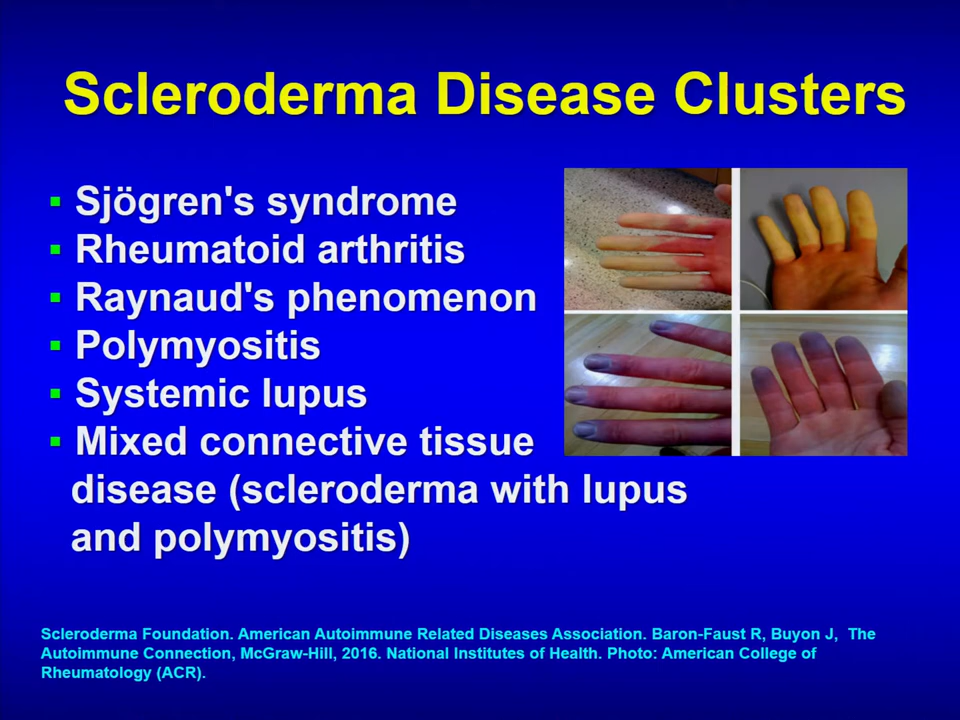 Scleroderma Disease Clusters
▪ Sjögren's syndrome
▪ Rheumatoid arthritis
▪ Raynaud's phenomenon
▪ Polymyositis
▪ Systemic lupus
▪ Mixed connective tissue
disease (scleroderma with lupus
and polymyositis)
Scleroderma Foundation. American Autoimmune Related Diseases Association. Baron-Faust R, Buyon J, The
Autoimmune Connection, McGraw-Hill, 2016. National Institutes of Health. Photo: American College of
Rheumatology (ACR).